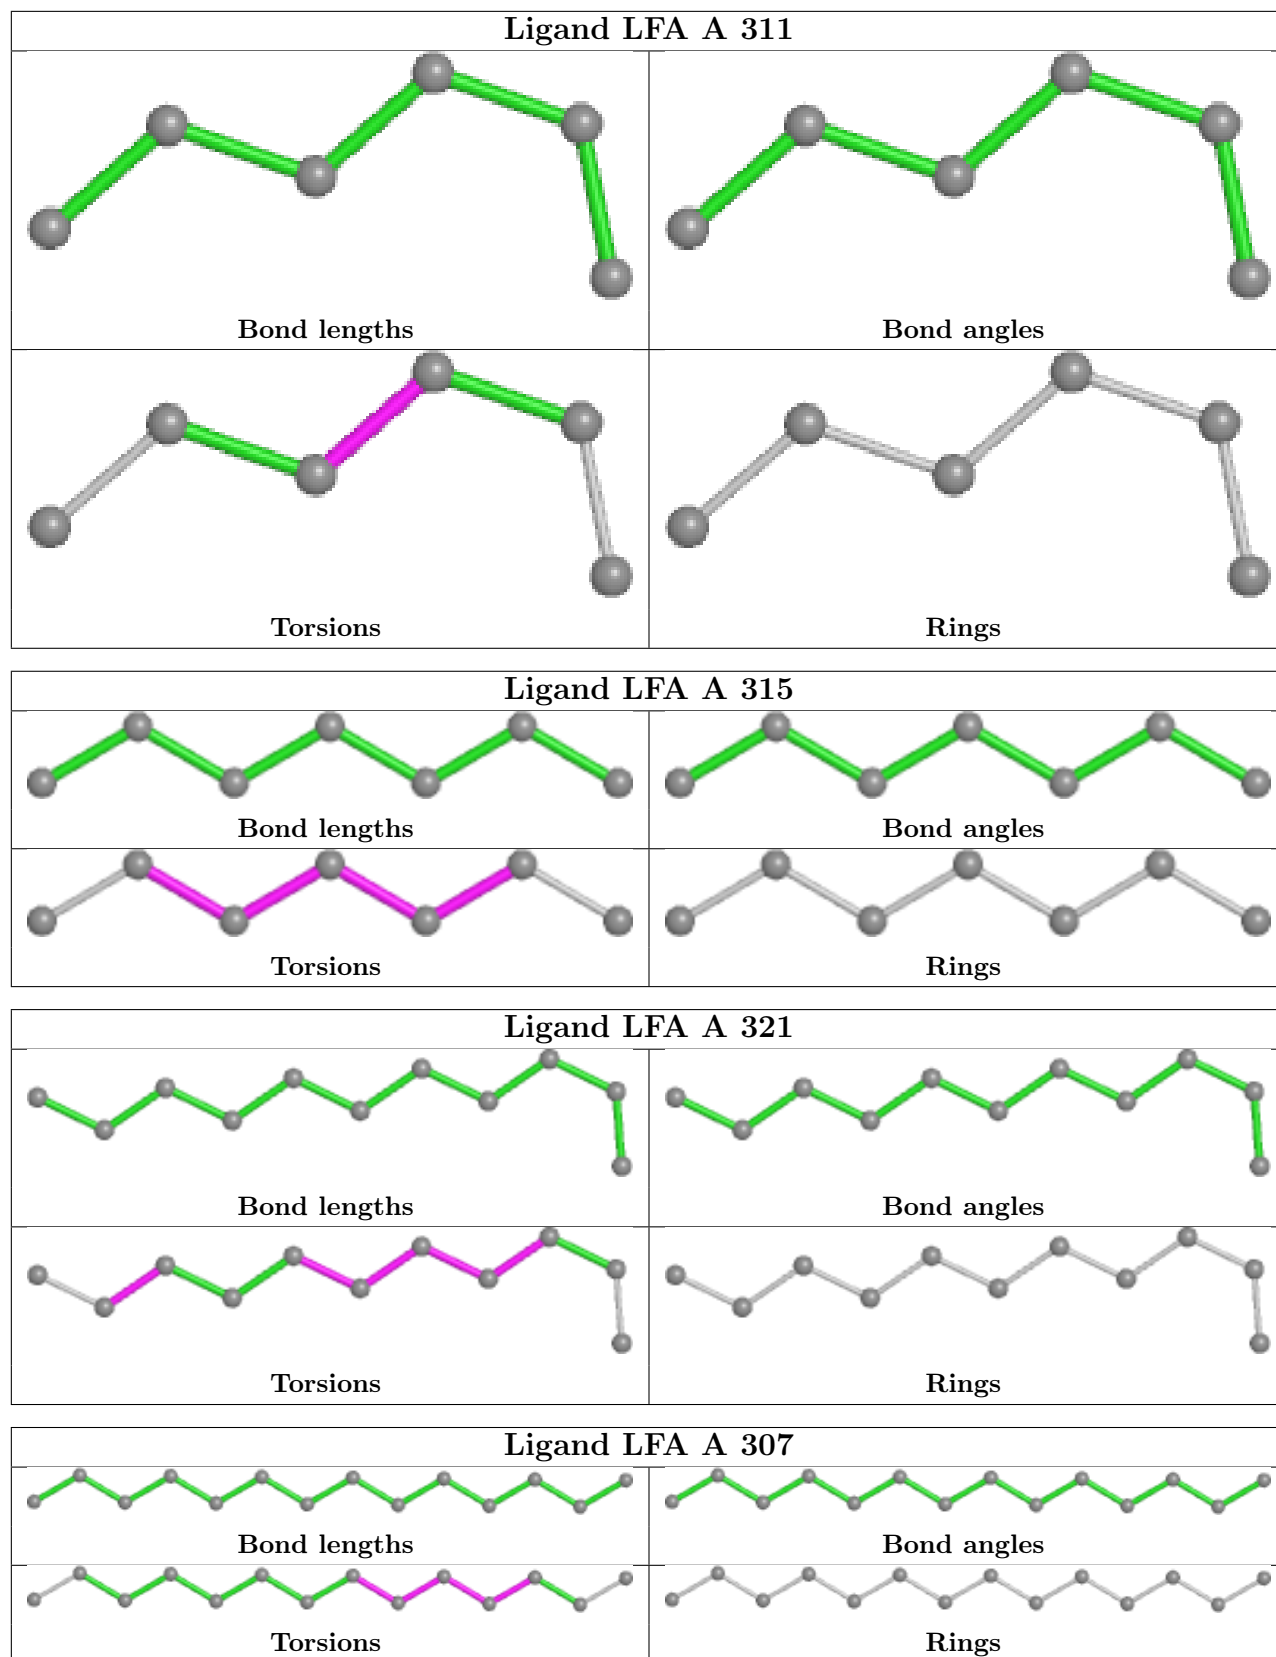 Ligand LFA A 311
Bond lengths
Bond angles
Torsions
Rings
Ligand LFA A 315
Bond lengths
Bond angles
Torsions
Rings
Ligand LFA A 321
Bond lengths
Bond angles
Torsions
Rings
Ligand LFA A 307
Bond lengths
Bond angles
Torsions
Rings